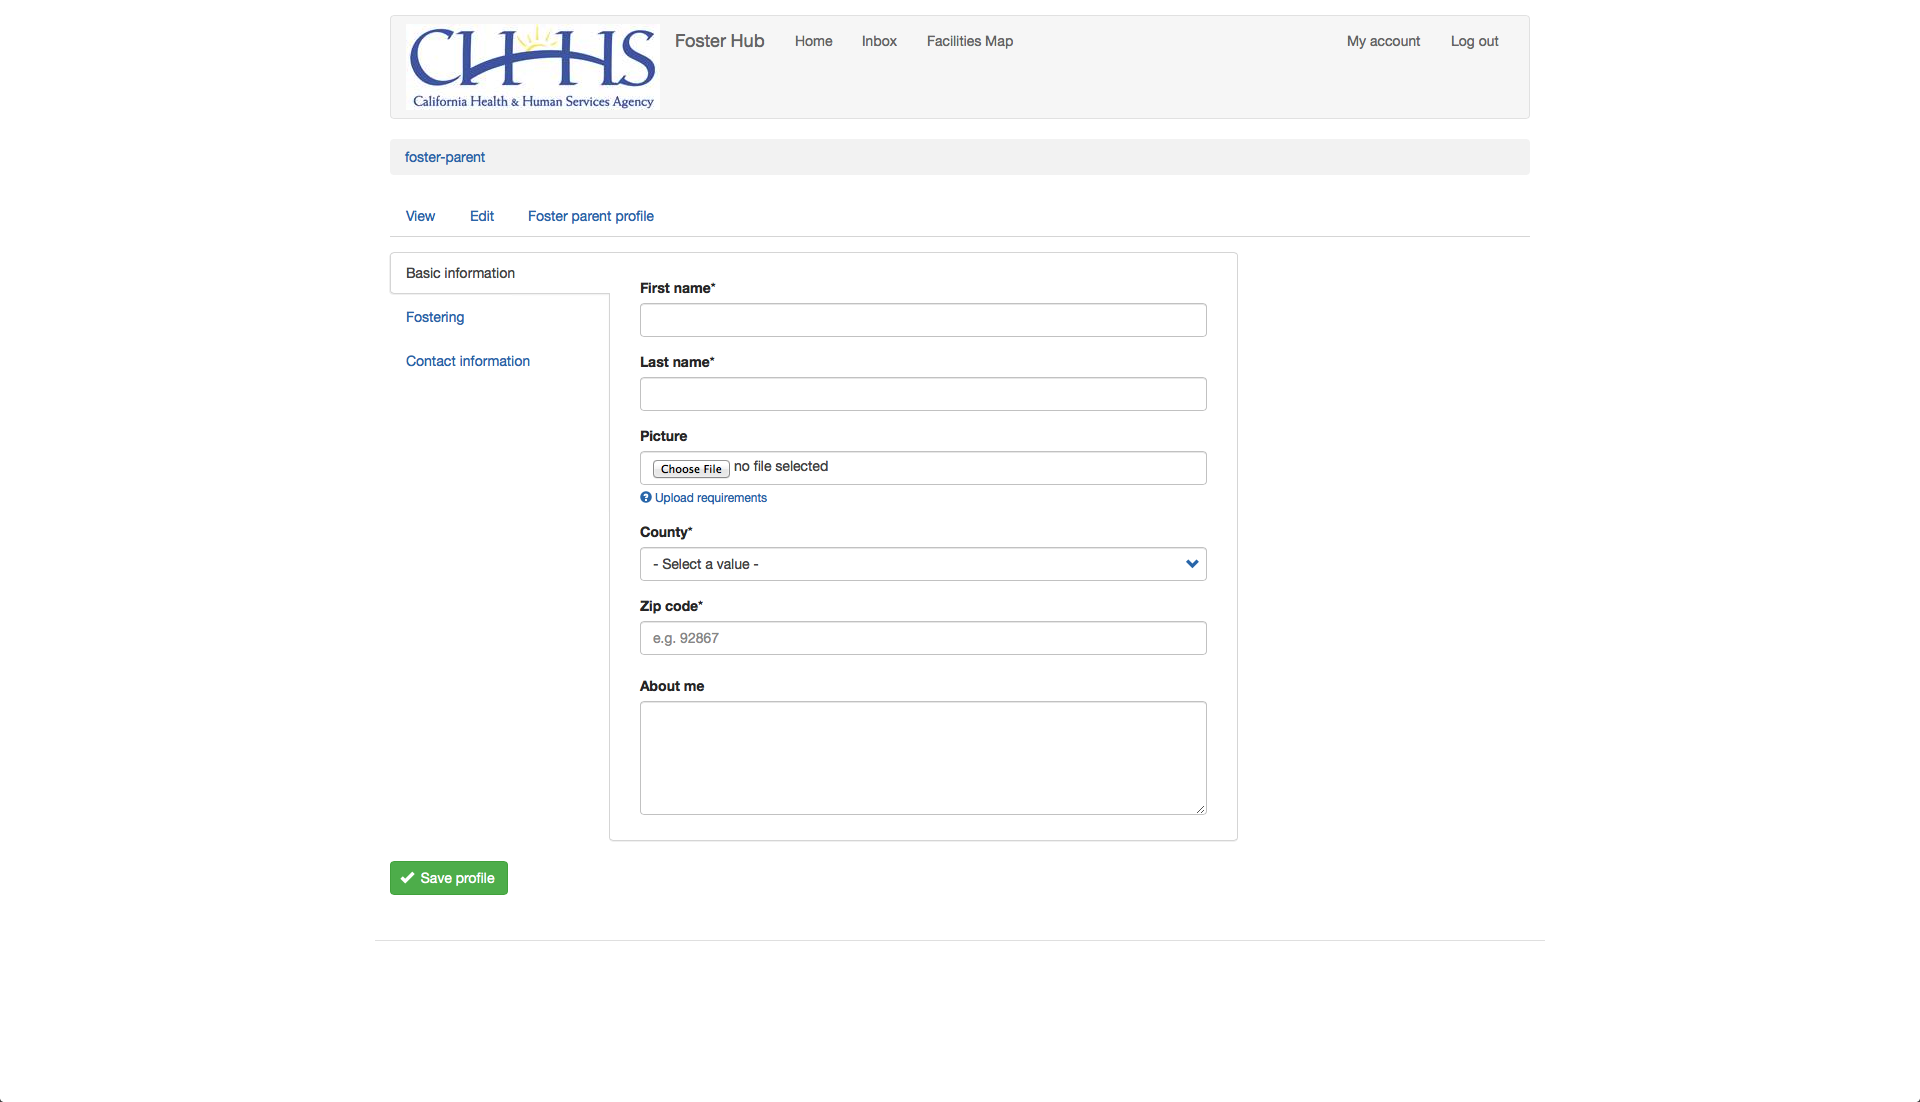 CHHS
California Health & Human Services Agency
Foster Hub Home Inbox Facilities Map My account Log out
foster-parent
View Edit Foster parent profile
Basic information
Fostering
Contact information
First name*
Last name*
Picture
Choose File no file selected
Upload requirements
County*
- Select a value -
Zip code*
e.g. 92867
About me
Save profile